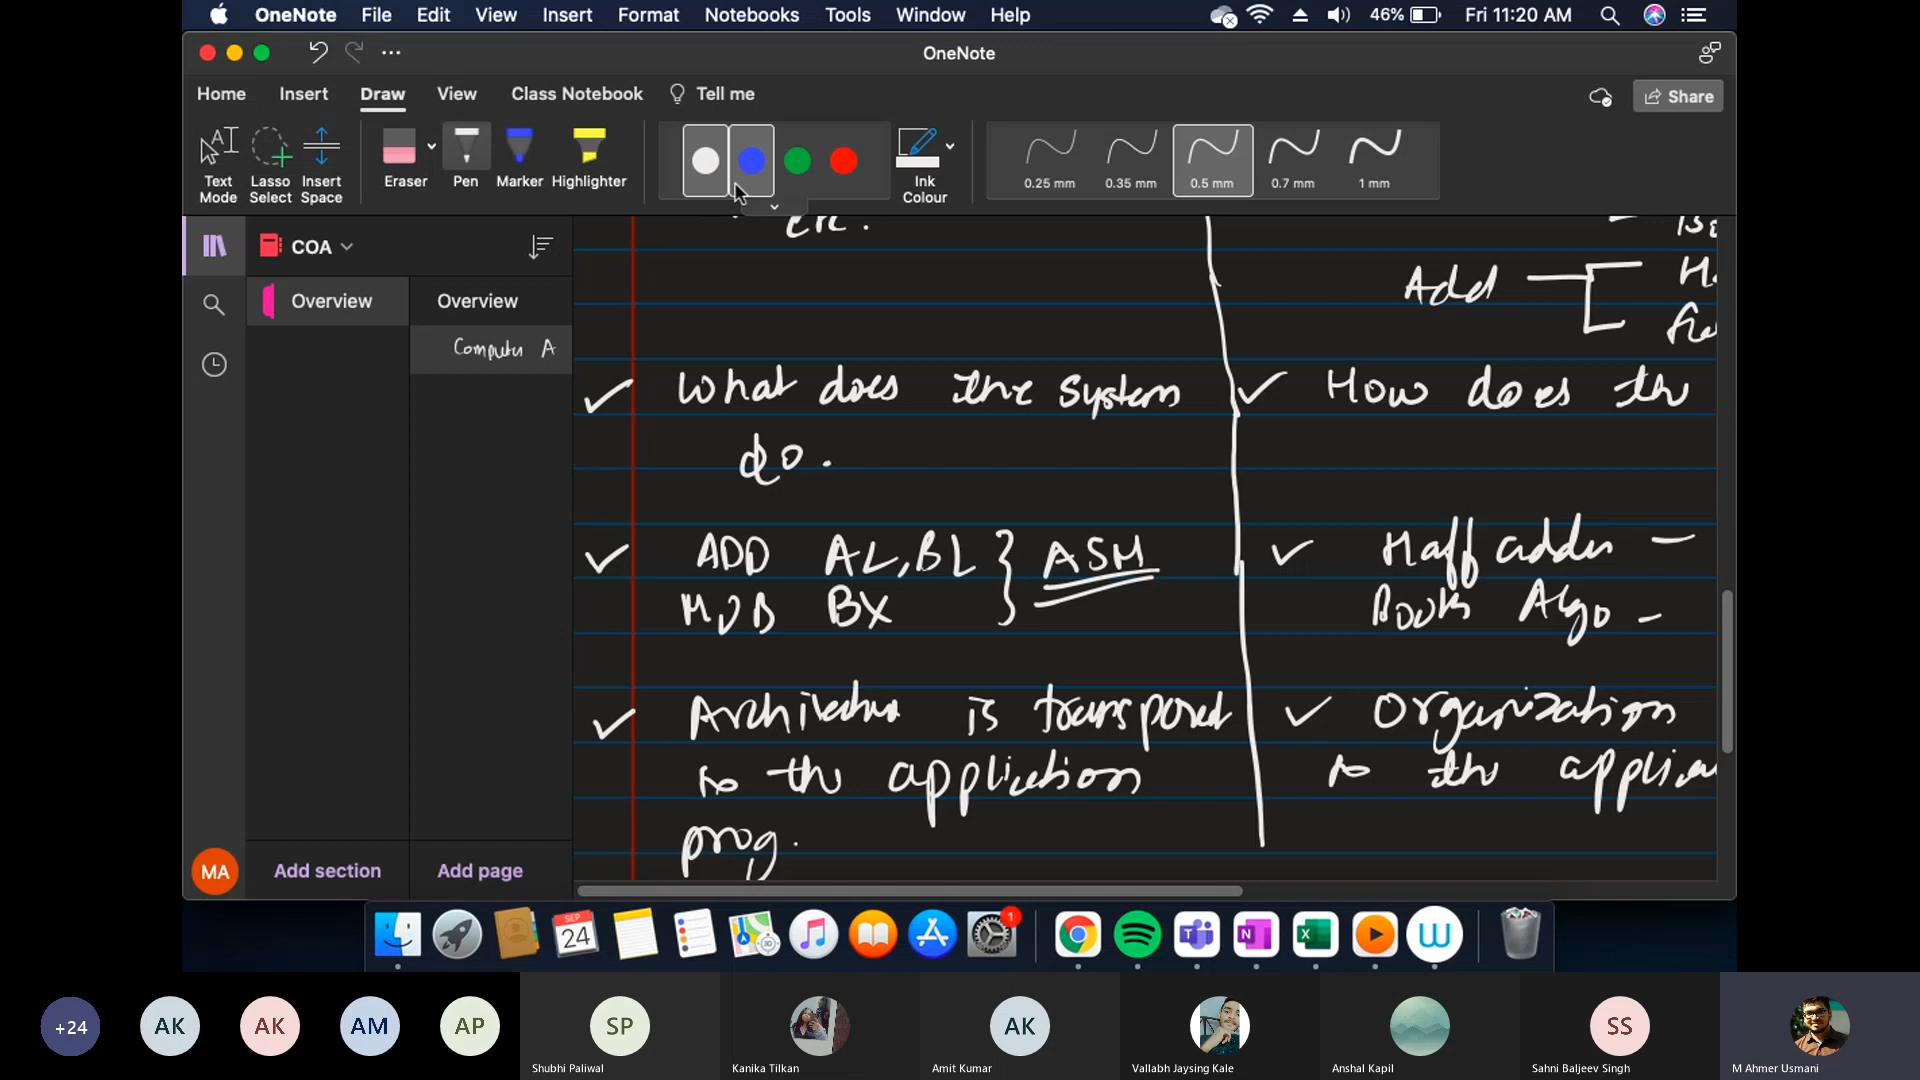 OneNote File Edit View Insert Format Notebooks Tools Window Help 46% Fri 11:20 AM
OneNote
Home Insert Draw View Class Notebook Tell me Share
Text Mode
Lasso Select
Insert Space
Eraser
Pen
Marker
Highlighter
Ink Colour
0.25 mm
0.35 mm
0.5 mm
0.7 mm
1 mm
COA
Overview
Overview
Computer A
Add section
Add page
MA
etc.
Add
✓ What does the system
do.
✓ ADD AL, BL } ASM
BX
✓ is
to the application
prog.
✓ How does the
✓ Half adder -
Algo -
✓ Organization
to the
SEP
24
1
+24
AK
AK
AM
AP
SP
Shubhi Paliwal
Kanika Tilkan
AK
Amit Kumar
Vallabh Jaysing Kale
Anshal Kapil
SS
Sahni Baljeev Singh
M Ahmer Usmani